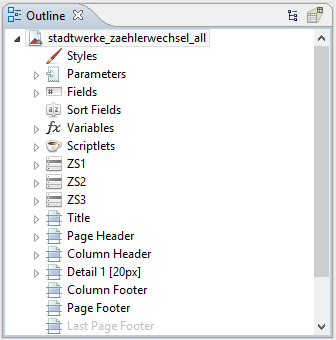 Outline
stadtwerke_zaehlerwechsel_all
Styles
Parameters
Fields
Sort Fields
fx Variables
Scriptlets
ZS1
ZS2
ZS3
Title
Page Header
Column Header
Detail 1 [20px]
Column Footer
Page Footer
Last Page Footer